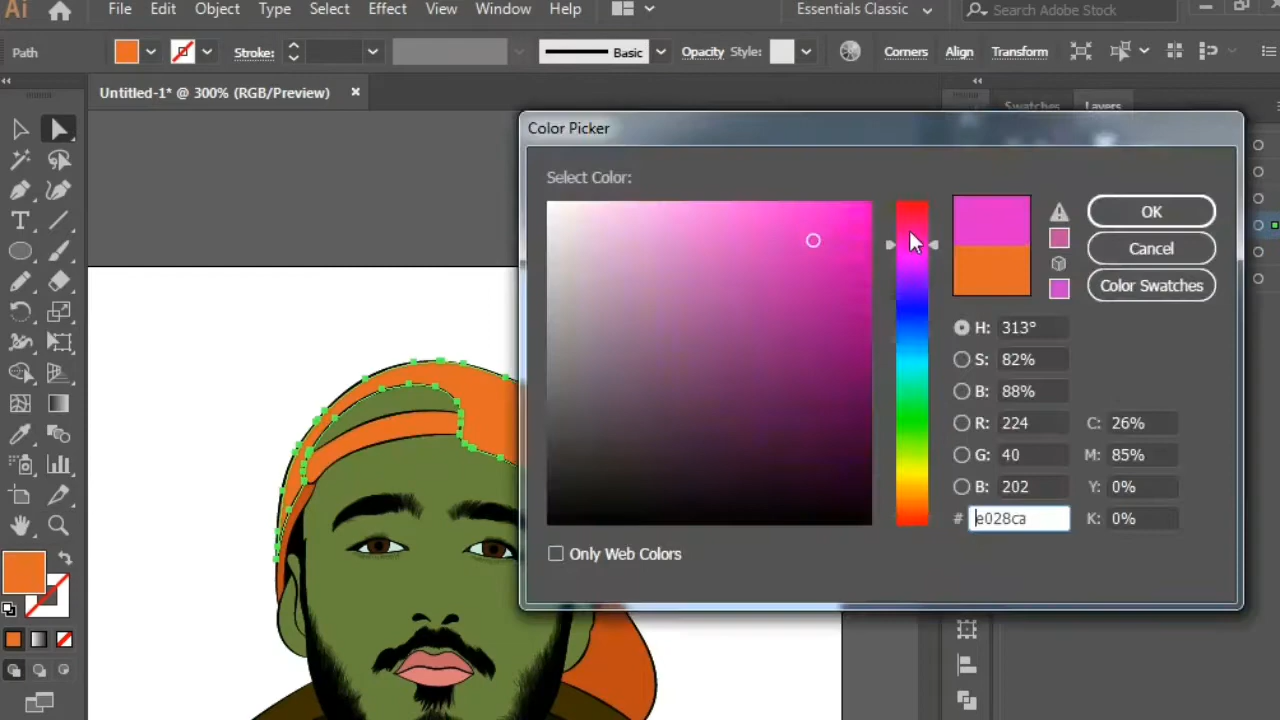 Ai File Edit Object Type Select Effect View Window Help Essentials Classic Search Adobe Stock
Path Stroke: Basic Opacity Style: Corners Align Transform
Untitled-1* @ 300% (RGB/Preview)
Swatches Layers
Color Picker
Select Color:
OK
Cancel
Color Swatches
H: 313°
S: 82%
B: 88%
R: 224 C: 26%
G: 40 M: 85%
B: 202 Y: 0%
# e028ca K: 0%
Only Web Colors
T